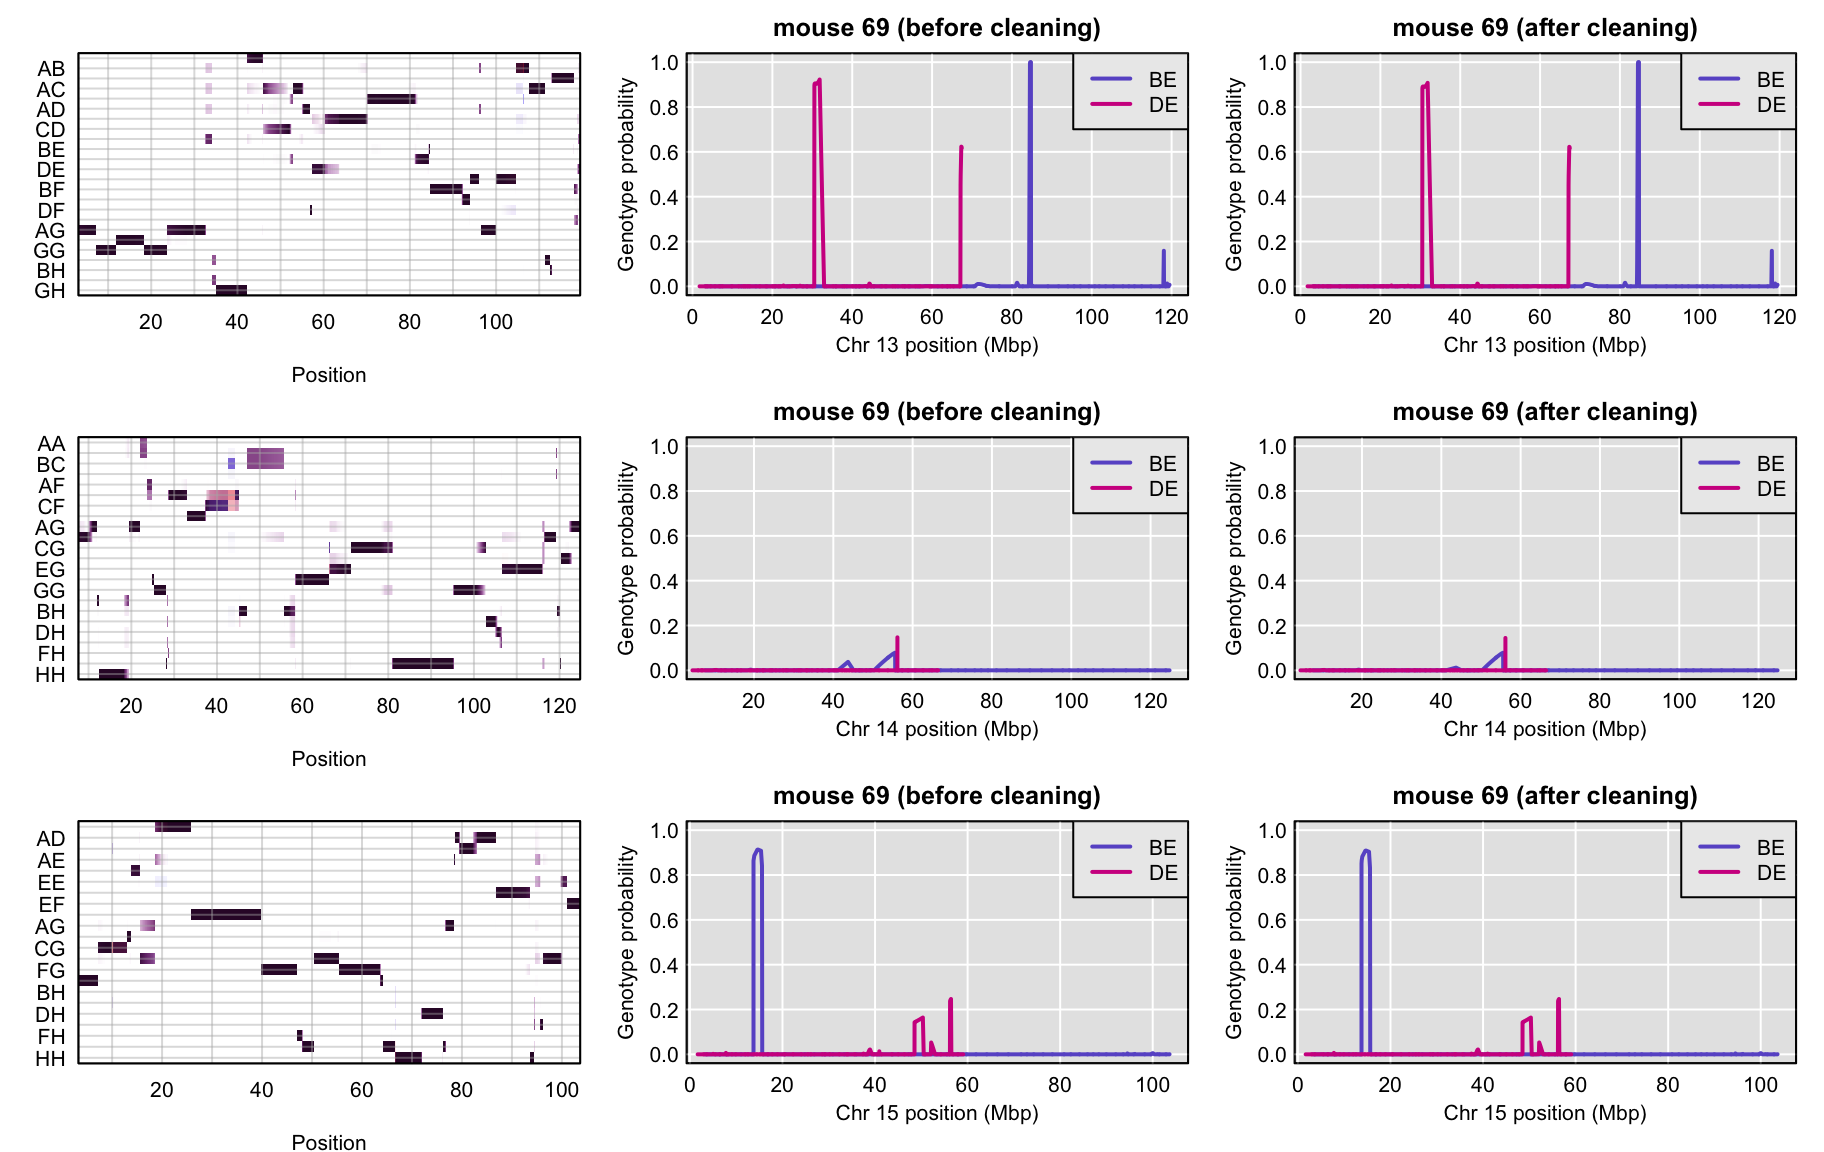 mouse 69 (before cleaning)
mouse 69 (after cleaning)
AB
AC
AD
CD
BE
DE
BF
DF
AG
GG
BH
GH
20 40 60 80 100
Position
Genotype probability
1.0
0.8
0.6
0.4
0.2
0.0
BE
DE
0 20 40 60 80 100 120
Chr 13 position (Mbp)
Genotype probability
1.0
0.8
0.6
0.4
0.2
0.0
BE
DE
0 20 40 60 80 100 120
Chr 13 position (Mbp)
mouse 69 (before cleaning)
mouse 69 (after cleaning)
AA
BC
AF
CF
AG
CG
EG
GG
BH
DH
FH
HH
20 40 60 80 100 120
Position
Genotype probability
1.0
0.8
0.6
0.4
0.2
0.0
BE
DE
20 40 60 80 100 120
Chr 14 position (Mbp)
Genotype probability
1.0
0.8
0.6
0.4
0.2
0.0
BE
DE
20 40 60 80 100 120
Chr 14 position (Mbp)
mouse 69 (before cleaning)
mouse 69 (after cleaning)
AD
AE
EE
EF
AG
CG
FG
BH
DH
FH
HH
20 40 60 80 100
Position
Genotype probability
1.0
0.8
0.6
0.4
0.2
0.0
BE
DE
0 20 40 60 80 100
Chr 15 position (Mbp)
Genotype probability
1.0
0.8
0.6
0.4
0.2
0.0
BE
DE
0 20 40 60 80 100
Chr 15 position (Mbp)